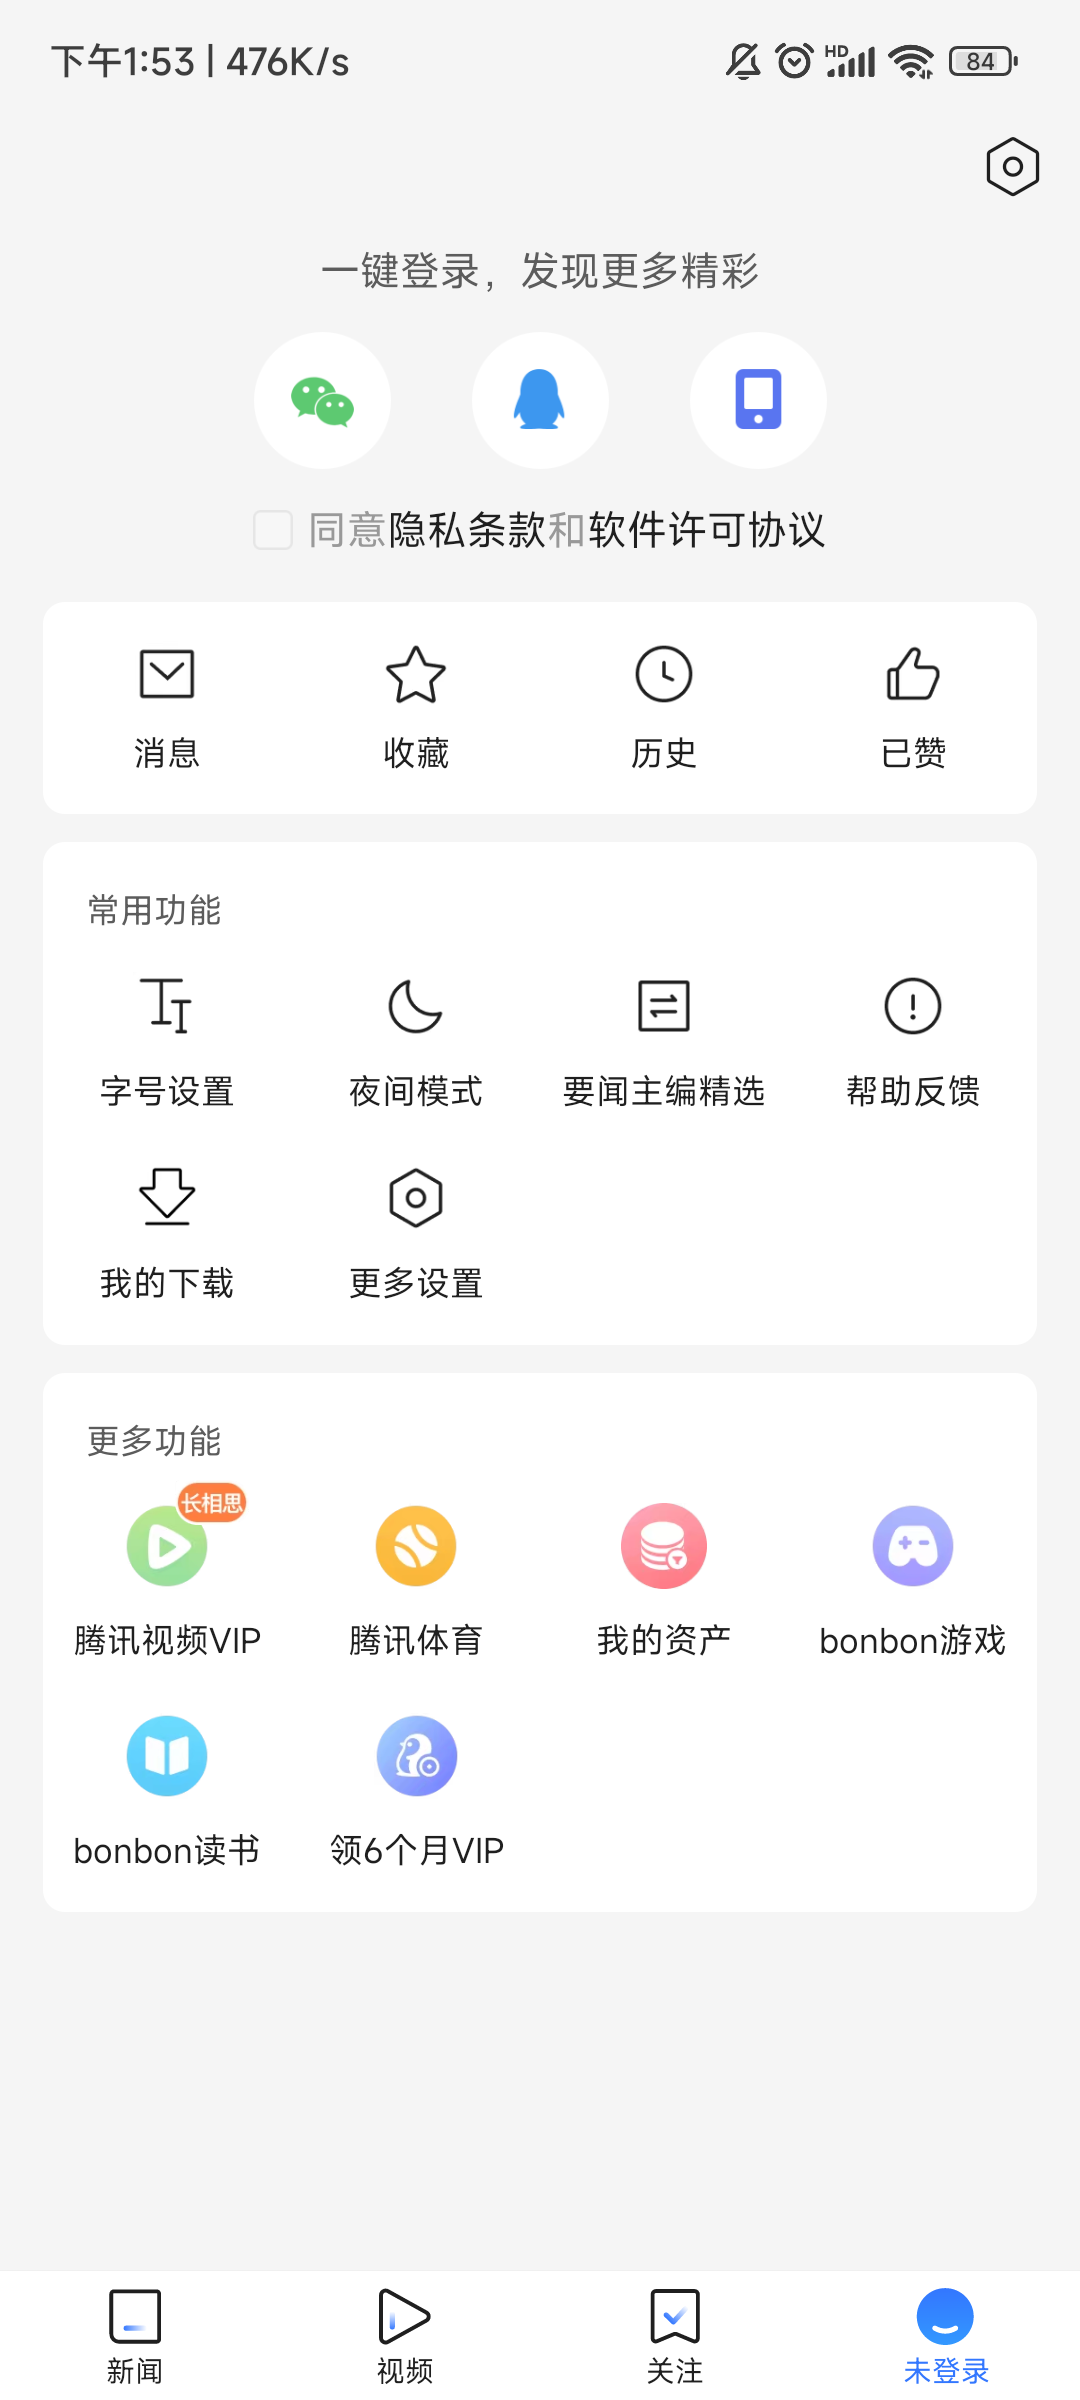 下午1:53 | 476K/s HD 84
一键登录，发现更多精彩
同意隐私条款和软件许可协议
消息 收藏 历史 已赞
常用功能
字号设置 夜间模式 要闻主编精选 帮助反馈
我的下载 更多设置
更多功能
长相思
腾讯视频VIP 腾讯体育 我的资产 bonbon游戏
bonbon读书 领6个月VIP
新闻 视频 关注 未登录